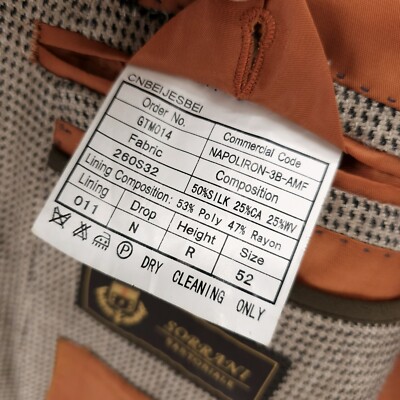 CNBEIJESBEI
Order No. Commercial Code
GTM014 NAPOLIRON-3B-AMF
Fabric Composition
260S32 50%SILK 25%CA 25%WV
Lining Composition: 53% Poly 47% Rayon
Lining Drop Height Size
011 N R 52
P DRY CLEANING ONLY
SORRANI